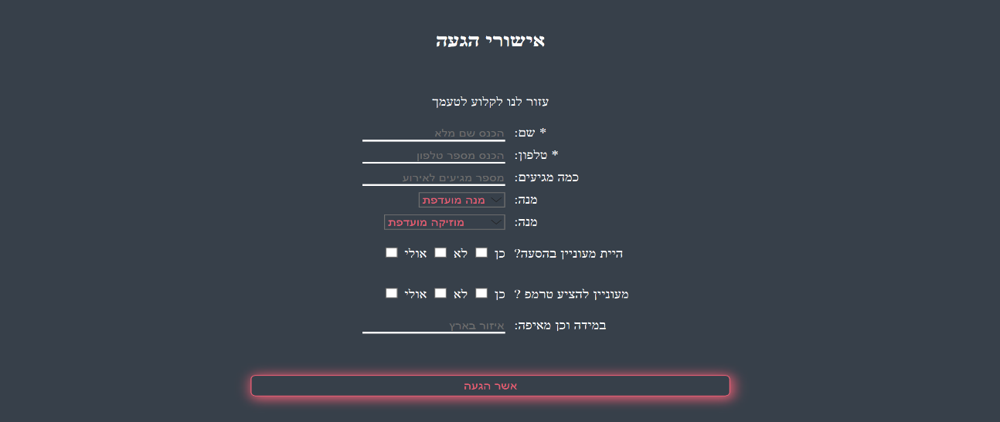 אישורי הגעה
עזור לנו לקלוע לטעמך
* שם: הכנס שם מלא
* טלפון: הכנס מספר טלפון
כמה מגיעים: מספר מגיעים לאירוע
מנה: מנה מועדפת
מנה: מוזיקה מועדפת
היית מעוניין בהסעה? כן לא אולי
מעוניין להציע טרמפ ? כן לא אולי
במידה וכן מאיפה: איזור בארץ
אשר הגעה